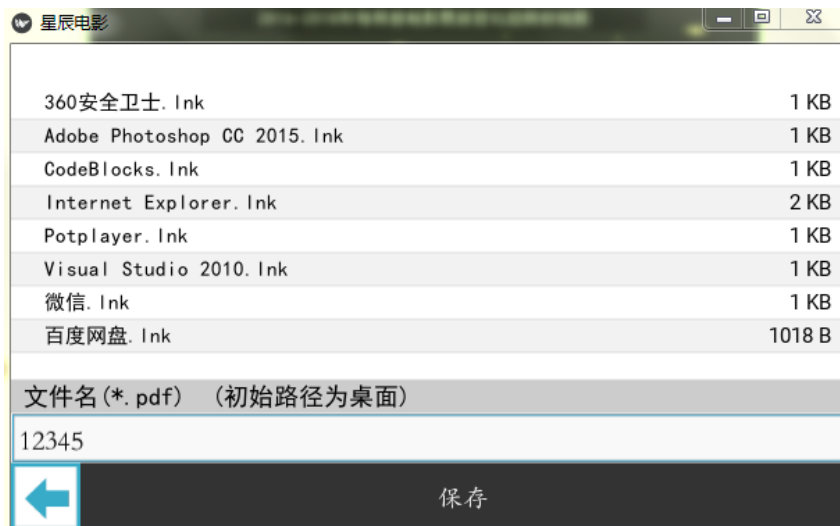 星辰电影
360安全卫士.lnk 1 KB
Adobe Photoshop CC 2015.lnk 1 KB
CodeBlocks.lnk 1 KB
Internet Explorer.lnk 2 KB
Potplayer.lnk 1 KB
Visual Studio 2010.lnk 1 KB
微信.lnk 1 KB
百度网盘.lnk 1018 B
文件名(*.pdf) (初始路径为桌面)
12345
保存